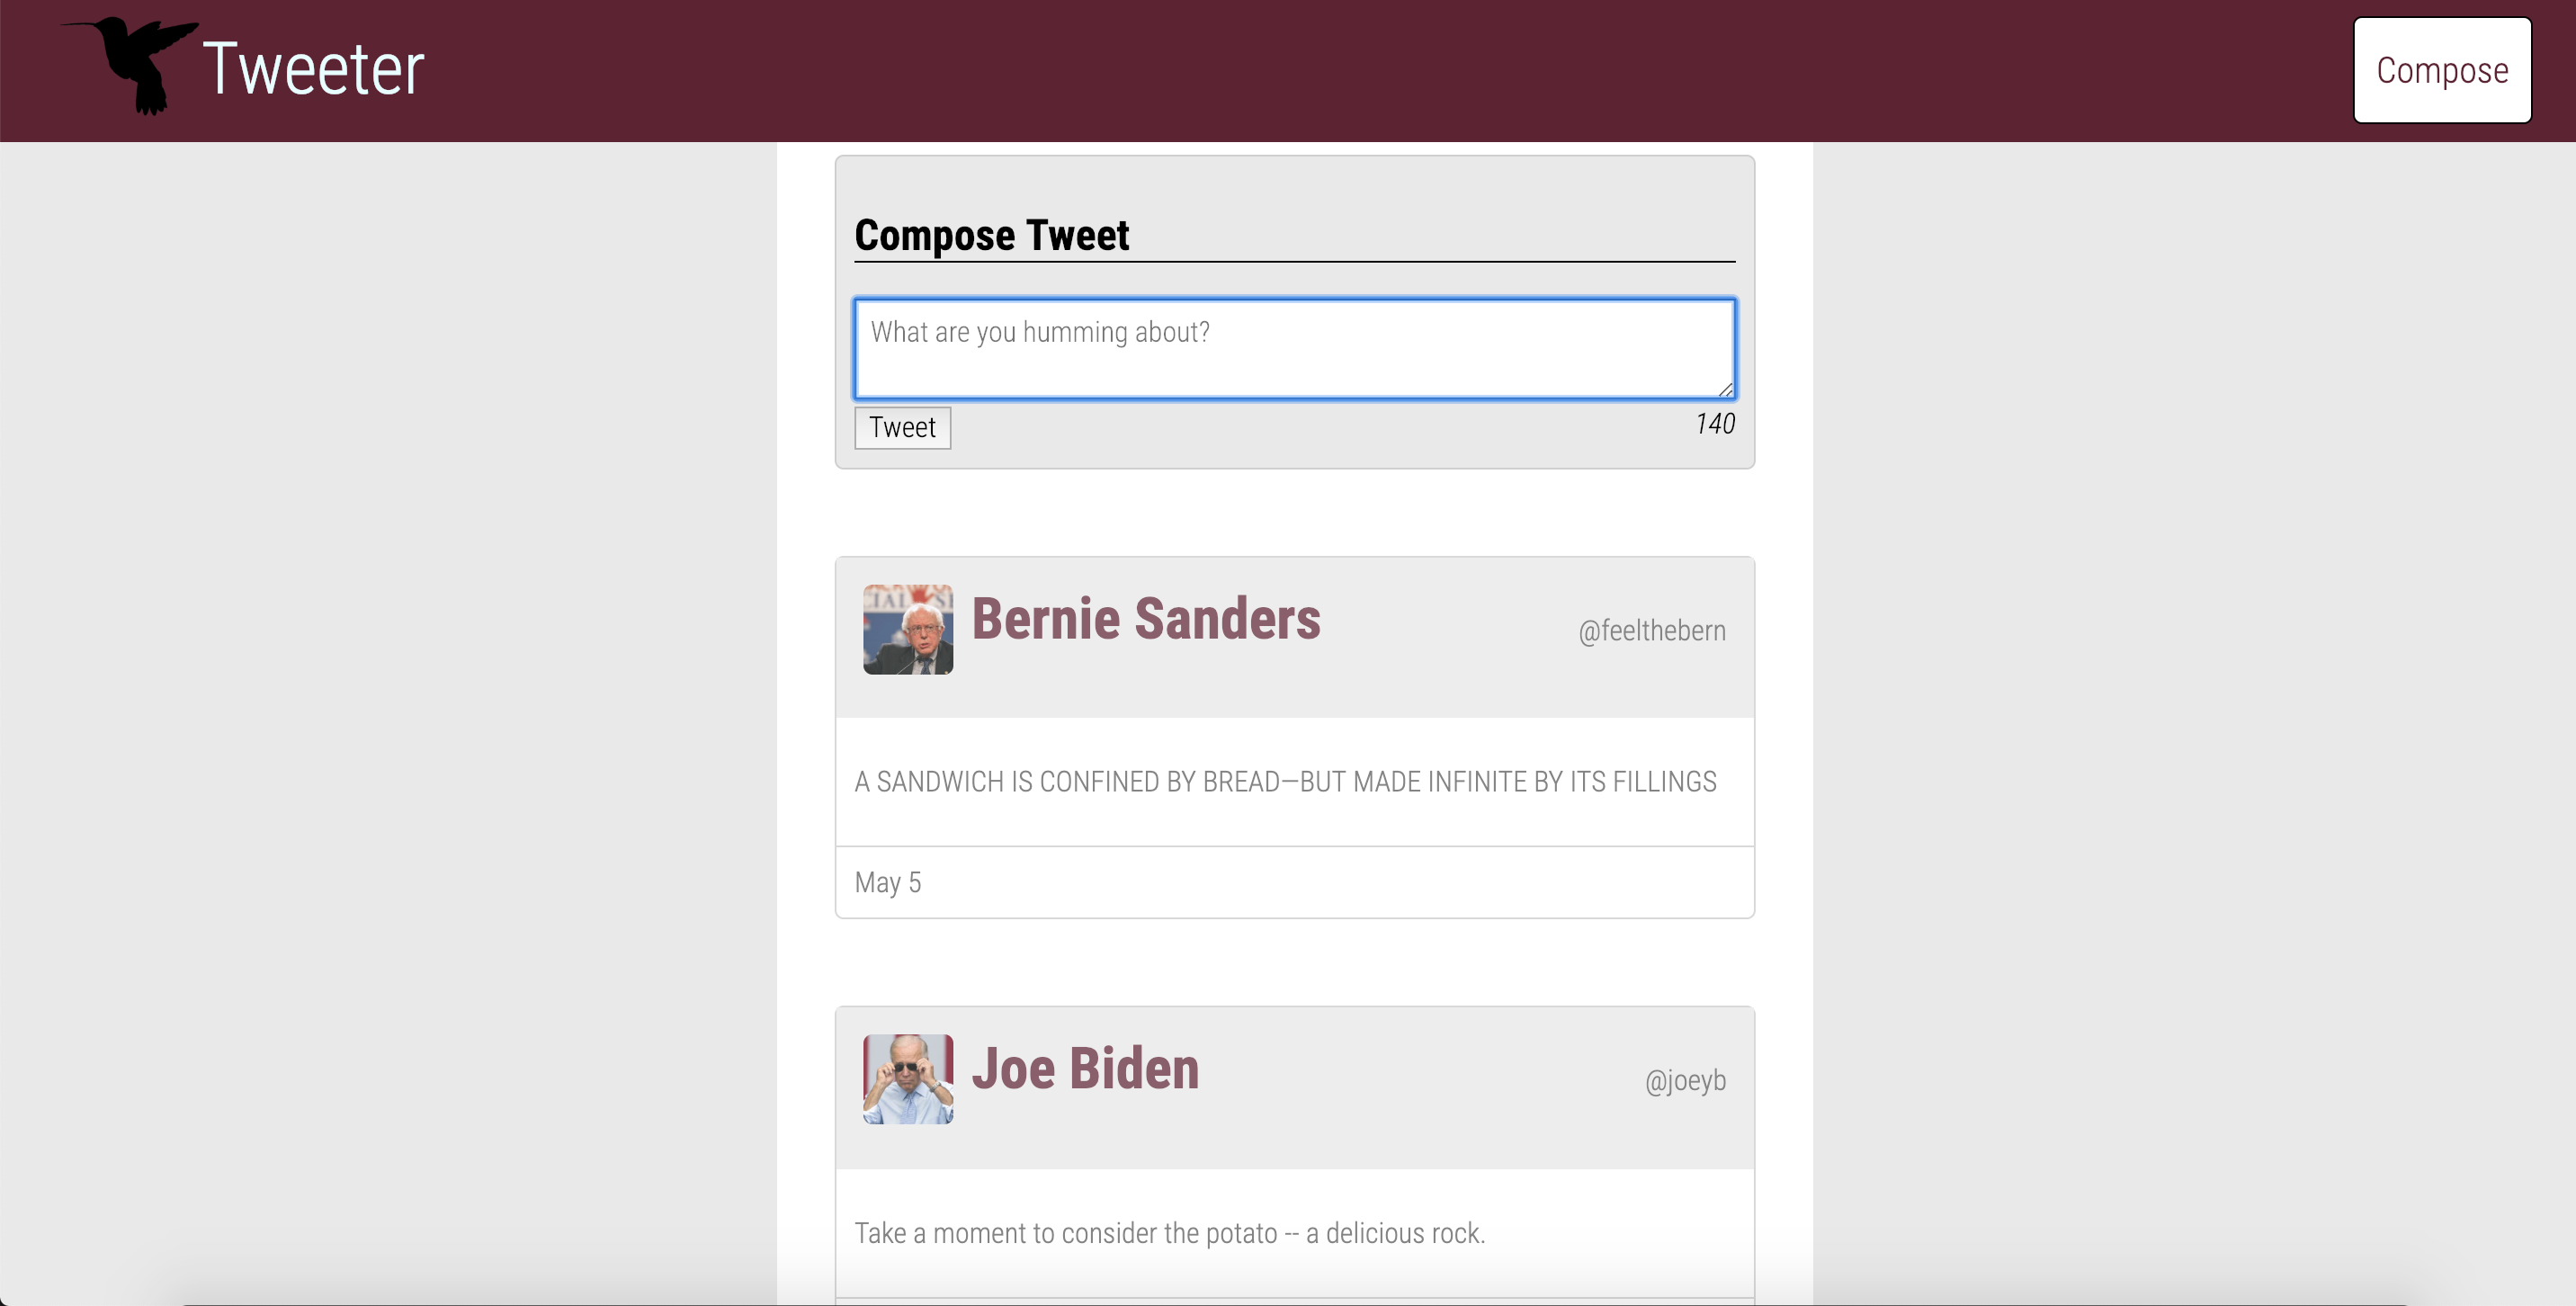 Tweeter
Compose
Compose Tweet
What are you humming about?
Tweet
140
Bernie Sanders
@feelthebern
A SANDWICH IS CONFINED BY BREAD—BUT MADE INFINITE BY ITS FILLINGS
May 5
Joe Biden
@joeyb
Take a moment to consider the potato -- a delicious rock.